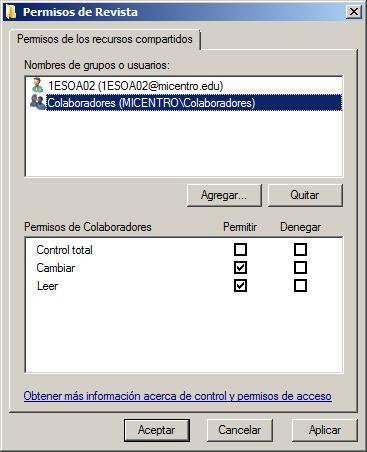 Permisos de Revista
Permisos de los recursos compartidos
Nombres de grupos o usuarios:
1ESOA02 (1ESOA02@micentro.edu)
Colaboradores (MICENTRO\Colaboradores)
Agregar... Quitar
Permisos de Colaboradores Permitir Denegar
Control total
Cambiar
Leer
Obtener más información acerca de control y permisos de acceso
Aceptar Cancelar Aplicar